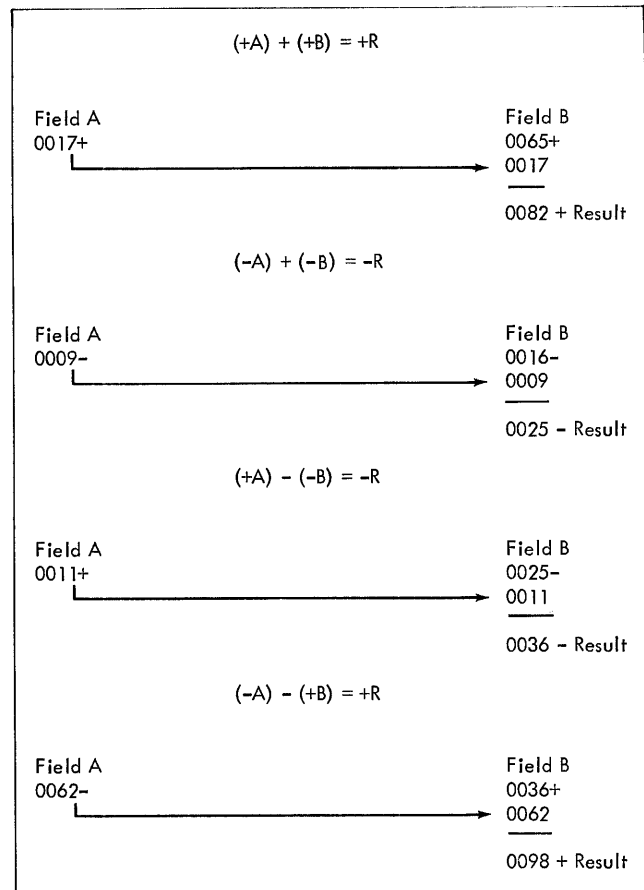 (+A) + (+B) = +R
Field A
0017+
Field B
0065+
0017
0082 + Result
(-A) + (-B) = -R
Field A
0009-
Field B
0016-
0009
0025 - Result
(+A) - (-B) = -R
Field A
0011+
Field B
0025-
0011
0036 - Result
(-A) - (+B) = +R
Field A
0062-
Field B
0036+
0062
0098 + Result